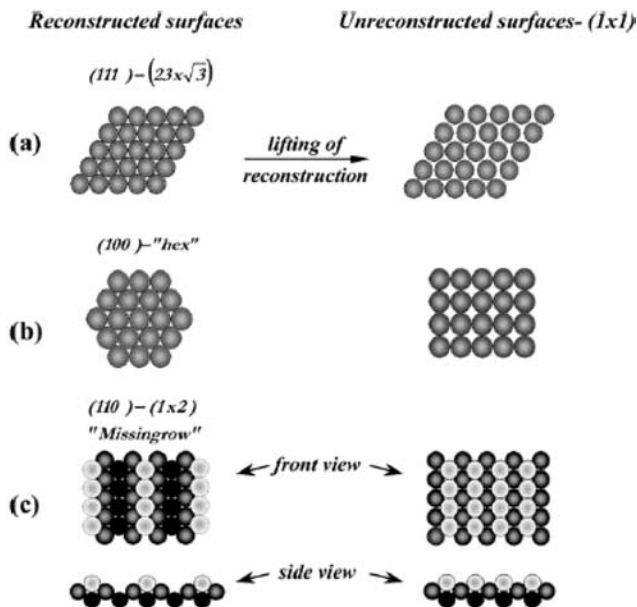 Reconstructed surfaces
Unreconstructed surfaces- (1x1)
(111 )-(23x√3)
(a)
lifting of
reconstruction
(100 )-"hex"
(b)
(110 )-(1x2)
"Missingrow"
front view
(c)
side view